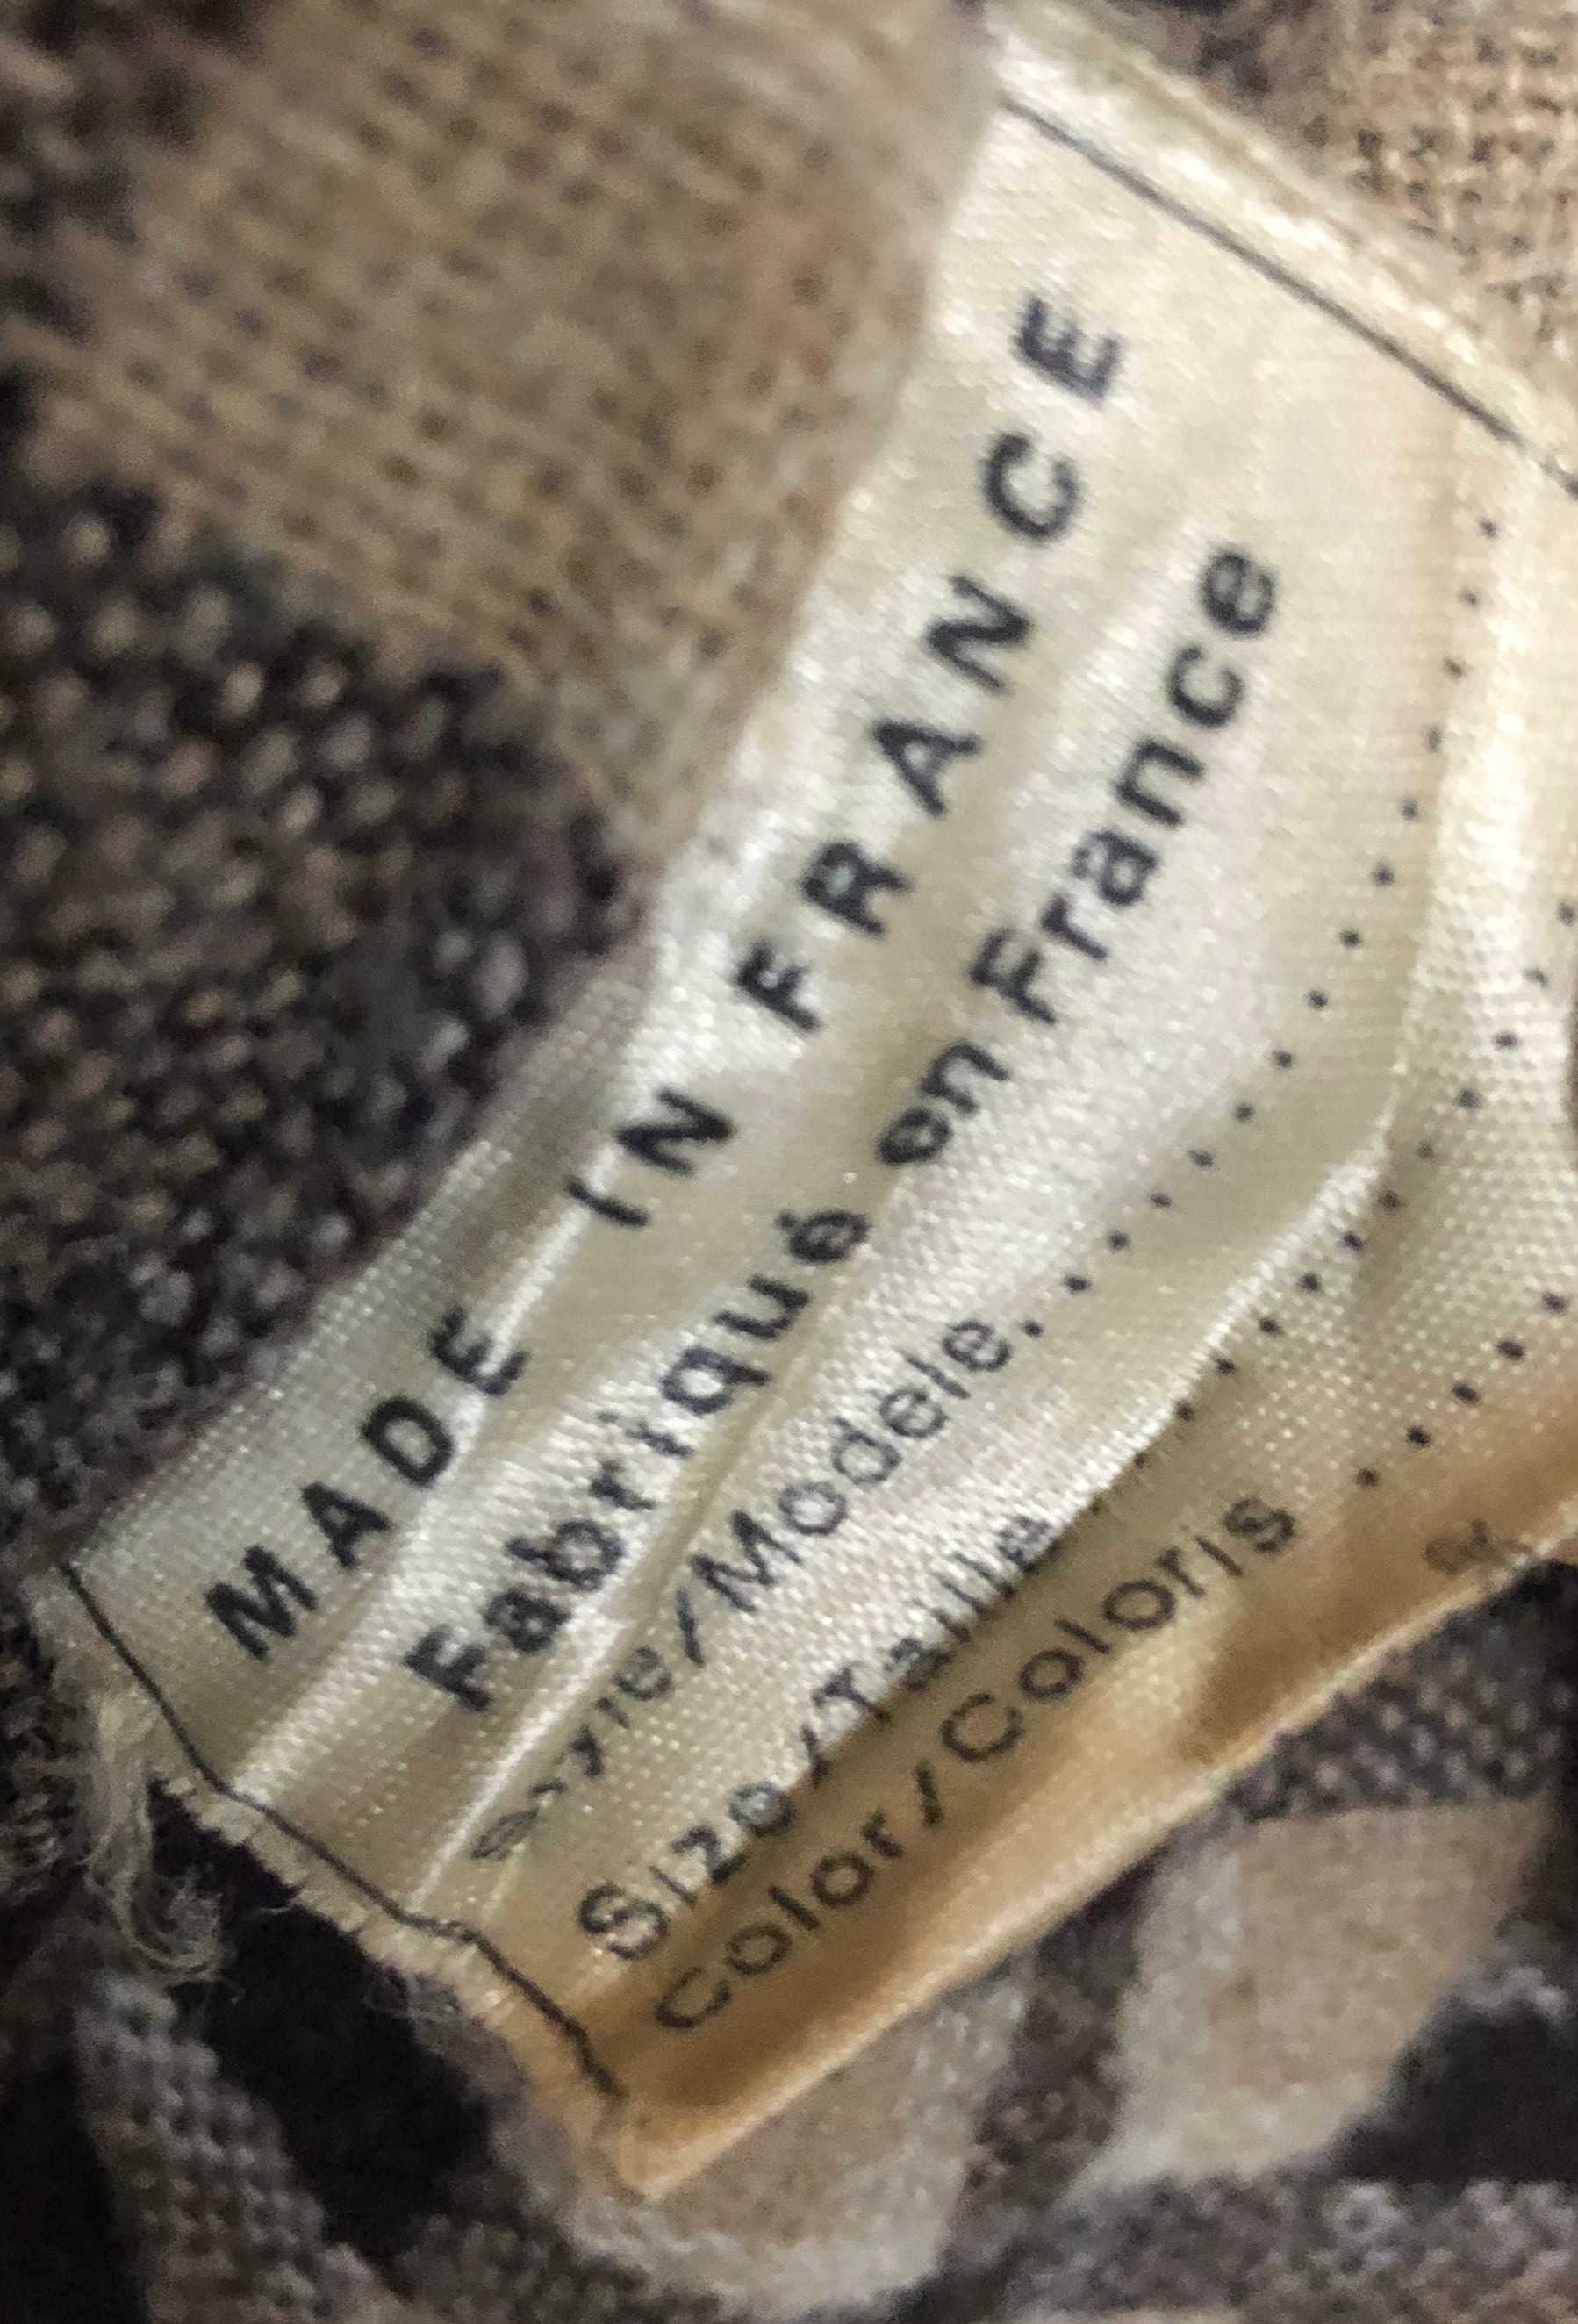 MADE IN FRANCE
Fabriqué en France
Style/Modele..............
Size/Taille..............
Color/Coloris......